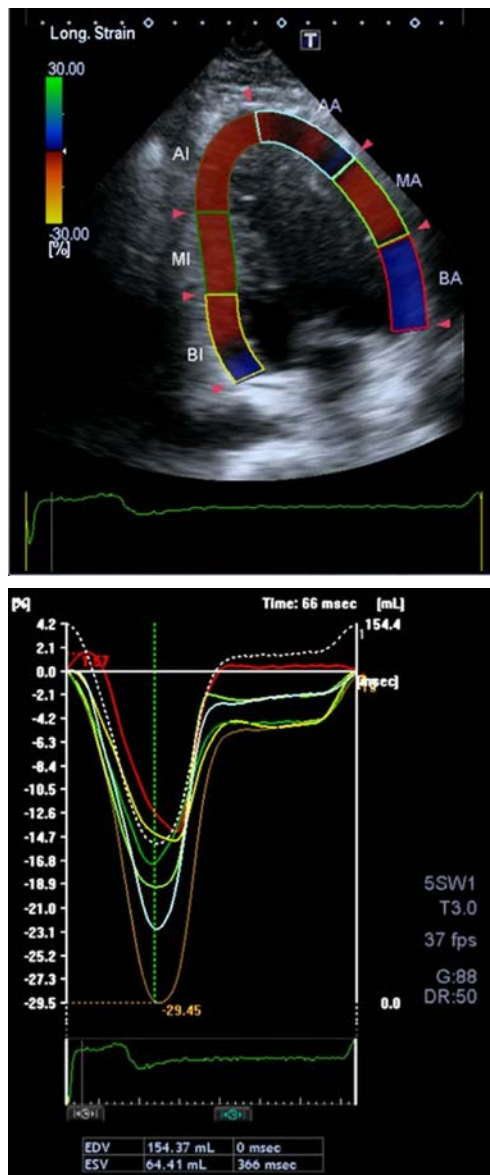 Long. Strain
30.00
-30.00
[%]
T
AA
AI
MA
MI
BA
BI
[%]
Time: 66 msec
[mL]
4.2
154.4
2.1
1.57
0.0
-2.1
-4.2
-6.3
-8.4
-10.5
-12.6
-14.7
-16.8
-18.9
-21.0
-23.1
-25.2
-27.3
-29.5
-29.45
0.0
5SW1
T3.0
37 fps
G:88
DR:50
EDV 154.37 mL 0 msec
ESV 64.41 mL 366 msec